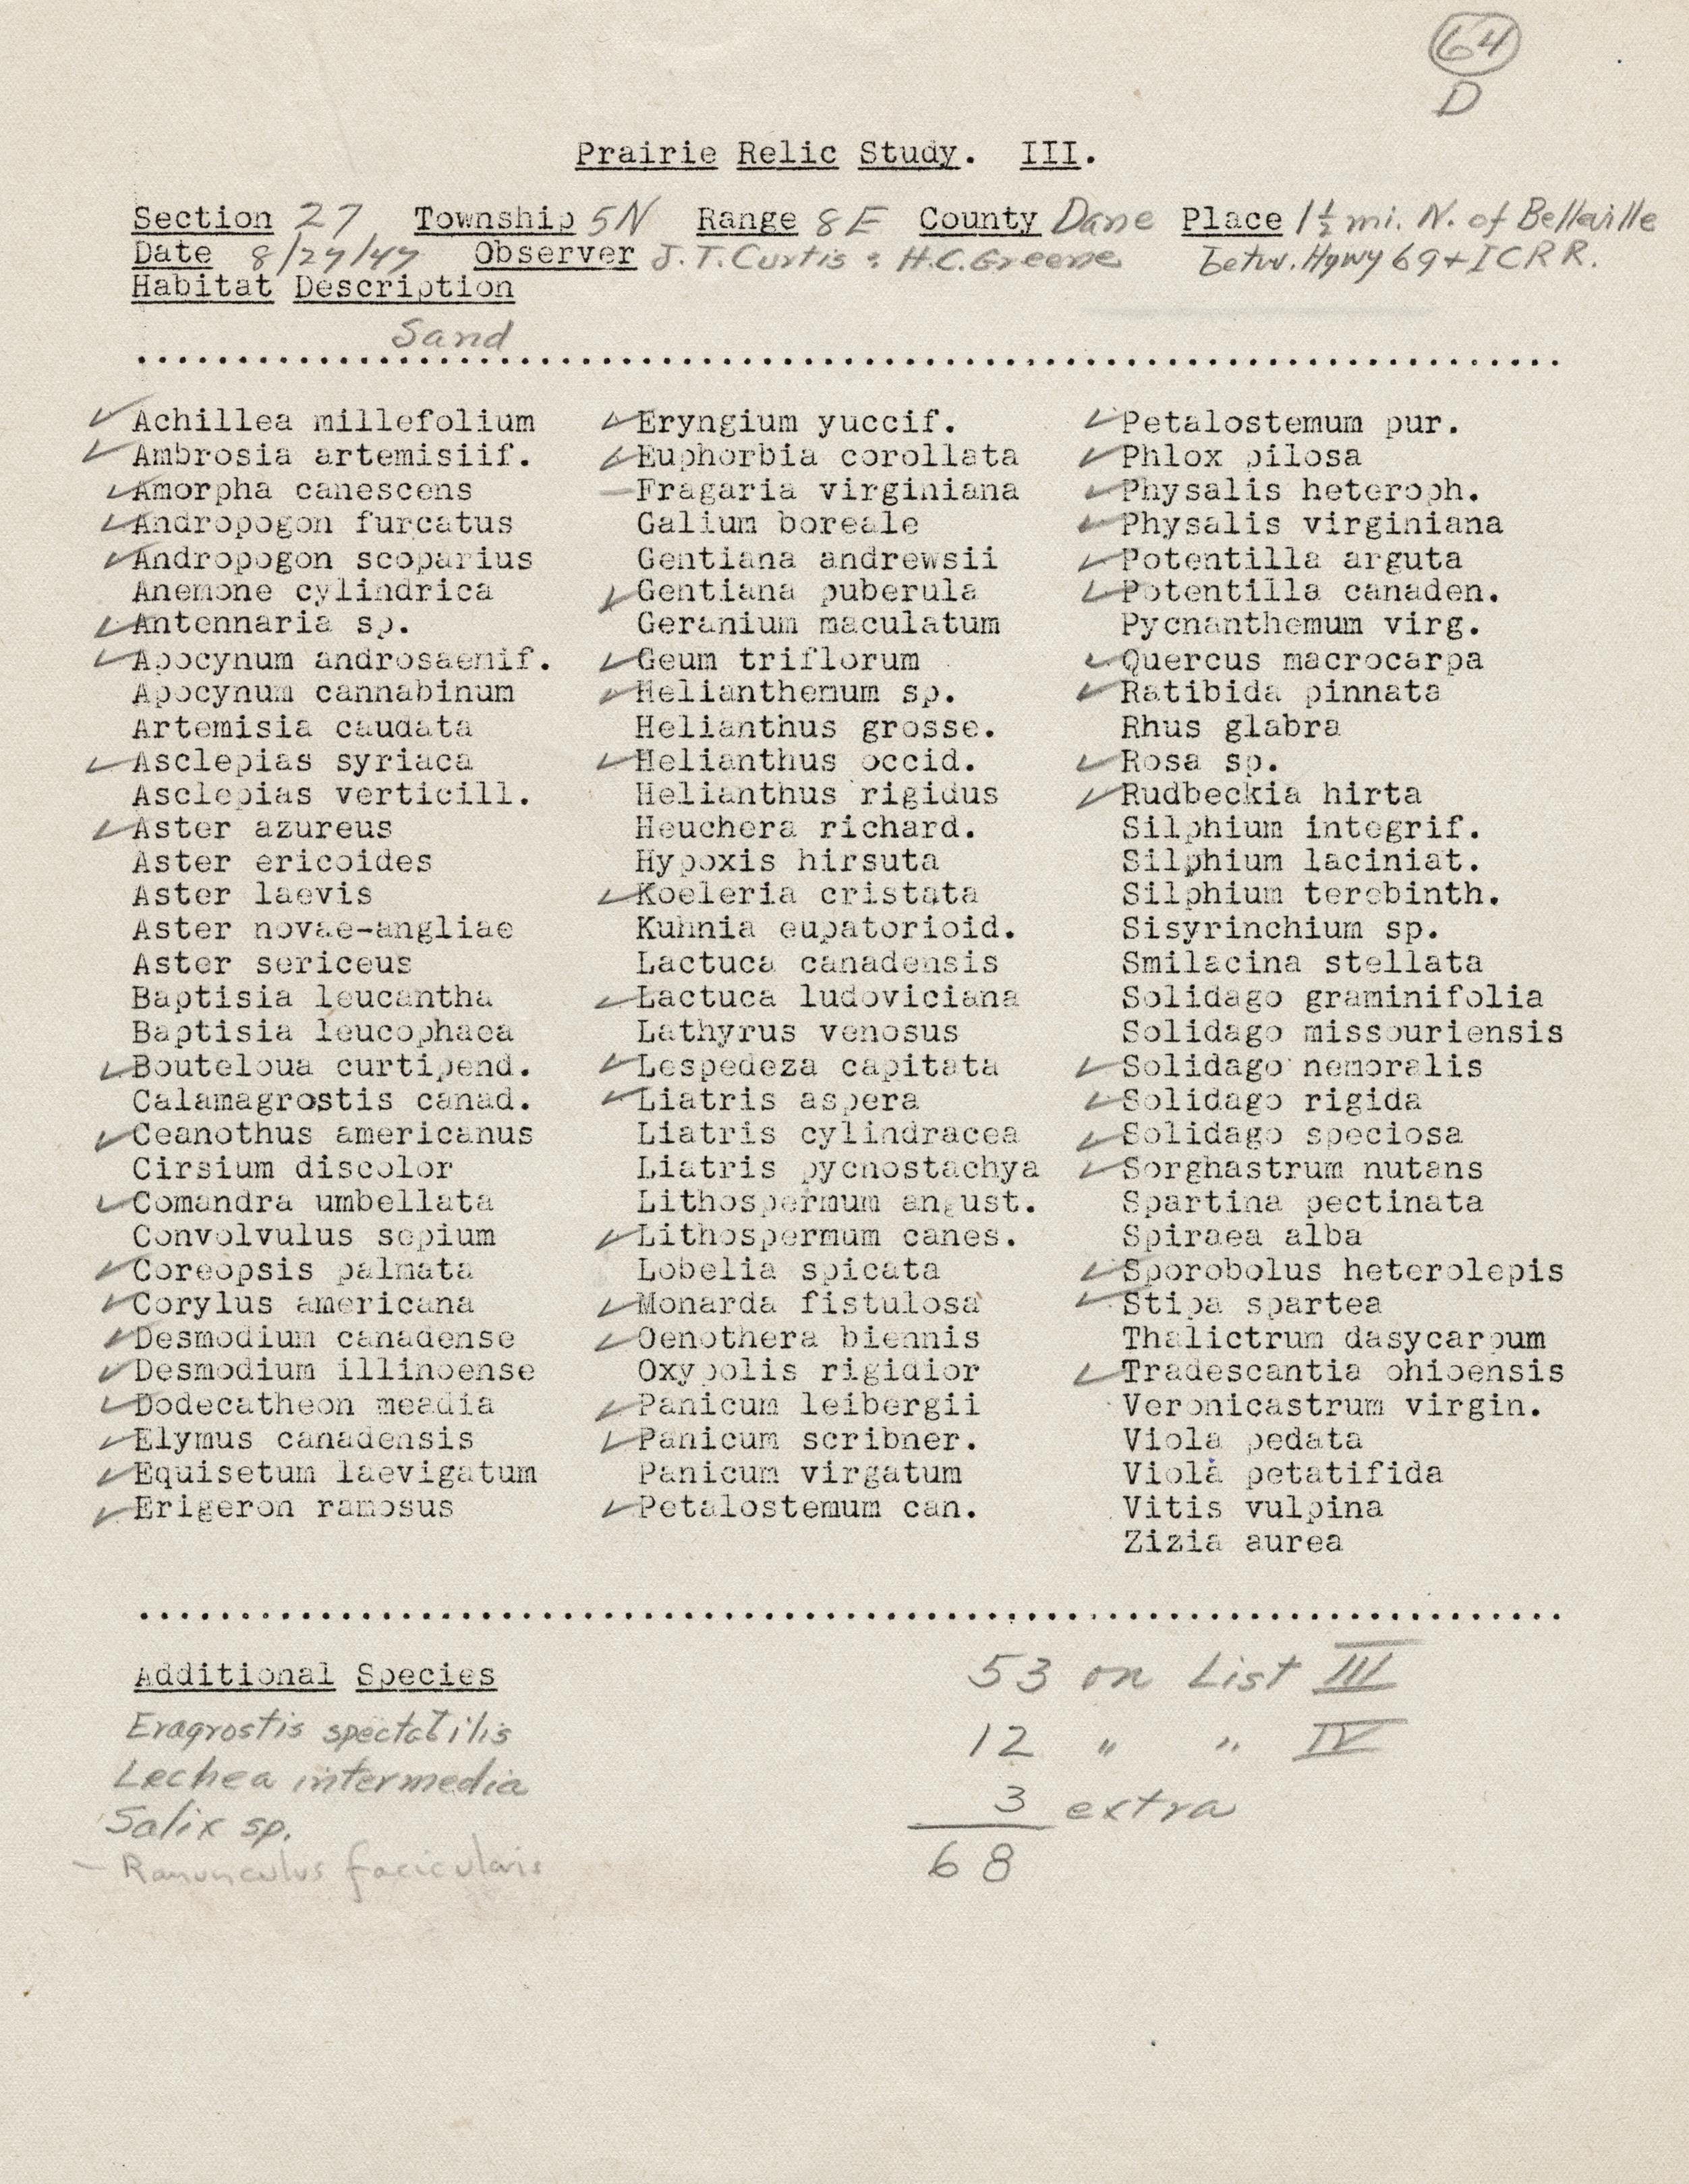 64
D
Prairie Relic Study. III.
Section 27 Township 5N Range 8E County Dane Place 1½ mi. N. of Belleville
Date 8/27/47 Observer J.T. Curtis & H.C. Greene betw. Hgwy 69 + ICRR.
Habitat Description
Sand
✓ Achillea millefolium
✓ Ambrosia artemisiif.
✓ Amorpha canescens
✓ Andropogon furcatus
✓ Andropogon scoparius
Anemone cylindrica
✓ Antennaria sp.
✓ Apocynum androsaemif.
Apocynum cannabinum
Artemisia caudata
✓ Asclepias syriaca
Asclepias verticill.
✓ Aster azureus
Aster ericoides
Aster laevis
Aster novae-angliae
Aster sericeus
Baptisia leucantha
Baptisia leucophaea
✓ Bouteloua curtipend.
Calamagrostis canad.
✓ Ceanothus americanus
Cirsium discolor
✓ Comandra umbellata
Convolvulus sepium
✓ Coreopsis palmata
✓ Corylus americana
✓ Desmodium canadense
✓ Desmodium illinoense
✓ Dodecatheon meadia
✓ Elymus canadensis
✓ Equisetum laevigatum
✓ Erigeron ramosus
✓ Eryngium yuccif.
✓ Euphorbia corollata
— Fragaria virginiana
Galium boreale
Gentiana andrewsii
✓ Gentiana puberula
Geranium maculatum
✓ Geum triflorum
✓ Helianthemum sp.
Helianthus grosse.
✓ Helianthus occid.
Helianthus rigidus
Heuchera richard.
Hypoxis hirsuta
✓ Koeleria cristata
Kuhnia eupatorioid.
Lactuca canadensis
✓ Lactuca ludoviciana
Lathyrus venosus
✓ Lespedeza capitata
✓ Liatris aspera
Liatris cylindracea
Liatris pycnostachya
Lithospermum angust.
✓ Lithospermum canes.
Lobelia spicata
✓ Monarda fistulosa
✓ Oenothera biennis
Oxypolis rigidior
✓ Panicum leibergii
✓ Panicum scribner.
Panicum virgatum
✓ Petalostemum can.
✓ Petalostemum pur.
✓ Phlox pilosa
✓ Physalis heteroph.
✓ Physalis virginiana
✓ Potentilla arguta
✓ Potentilla canaden.
Pycnanthemum virg.
✓ Quercus macrocarpa
✓ Ratibida pinnata
Rhus glabra
✓ Rosa sp.
✓ Rudbeckia hirta
Silphium integrif.
Silphium laciniat.
Silphium terebinth.
Sisyrinchium sp.
Smilacina stellata
Solidago graminifolia
Solidago missouriensis
✓ Solidago nemoralis
✓ Solidago rigida
✓ Solidago speciosa
✓ Sorghastrum nutans
Spartina pectinata
Spiraea alba
✓ Sporobolus heterolepis
✓ Stipa spartea
Thalictrum dasycarpum
✓ Tradescantia ohioensis
Veronicastrum virgin.
Viola pedata
Viola petatifida
Vitis vulpina
Zizia aurea
Additional Species
Eragrostis spectabilis
Lechea intermedia
Salix sp.
— Ranunculus facicularis
53 on List III
12 " " IV
3 extra
68